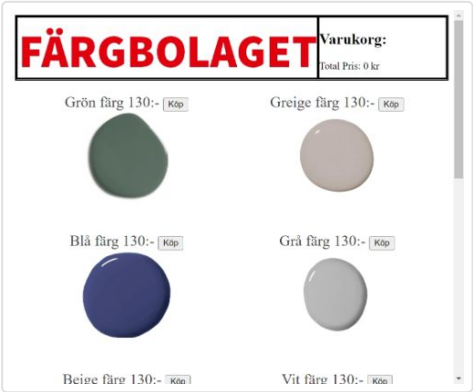 FÄRGBOLAGET
Varukorg:
Total Pris: 0 kr
Grön färg 130:- Köp
Greige färg 130:- Köp
Blå färg 130:- Köp
Grå färg 130:- Köp
Beige färg 130:- Köp
Vit färg 130:- Köp